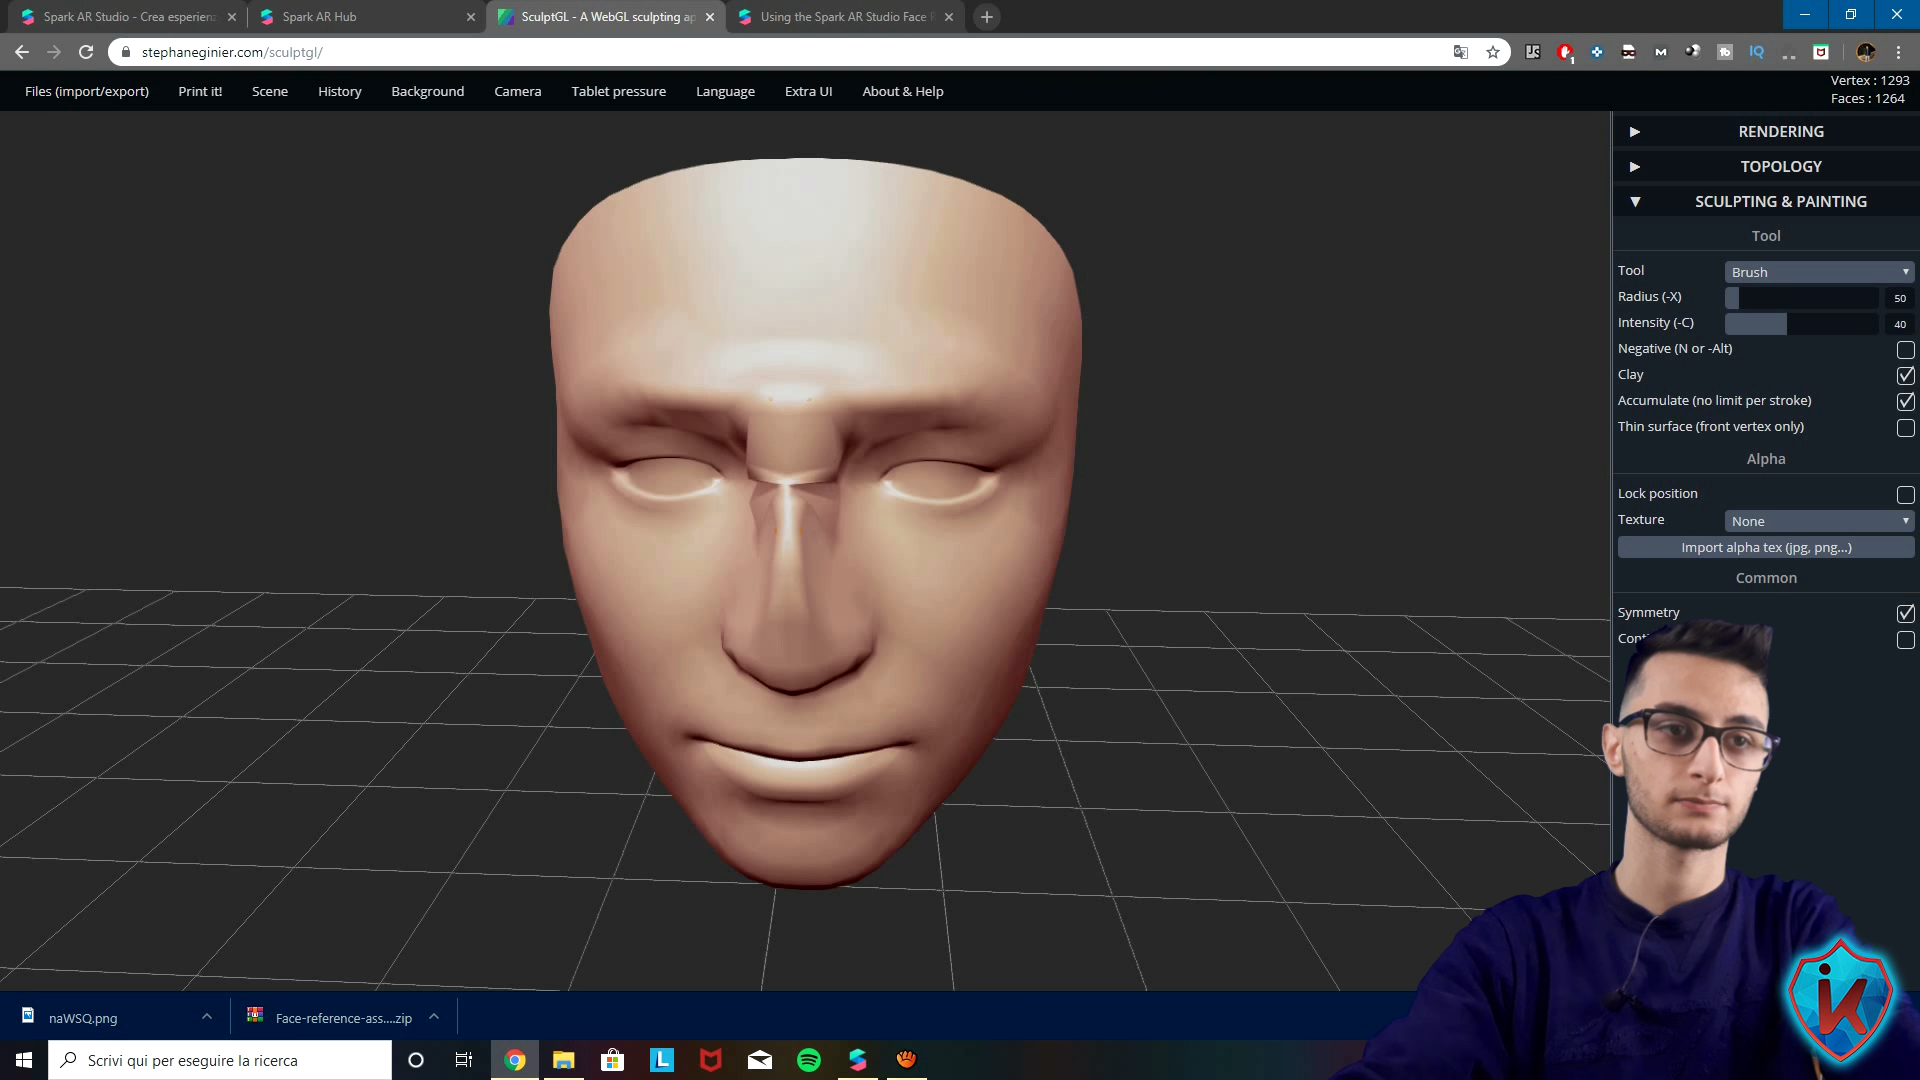 Spark AR Studio - Crea esperien
Spark AR Hub
SculptGL - A WebGL sculpting ap
Using the Spark AR Studio Face R
stephaneginier.com/sculptgl/
Files (import/export)
Print it!
Scene
History
Background
Camera
Tablet pressure
Language
Extra UI
About & Help
Vertex : 1293
Faces : 1264
RENDERING
TOPOLOGY
SCULPTING & PAINTING
Tool
Tool
Brush
Radius (-X)
50
Intensity (-C)
40
Negative (N or -Alt)
Clay
Accumulate (no limit per stroke)
Thin surface (front vertex only)
Alpha
Lock position
Texture
None
Import alpha tex (jpg, png...)
Common
Symmetry
Conti
naWSQ.png
Face-reference-ass....zip
Scrivi qui per eseguire la ricerca
iK